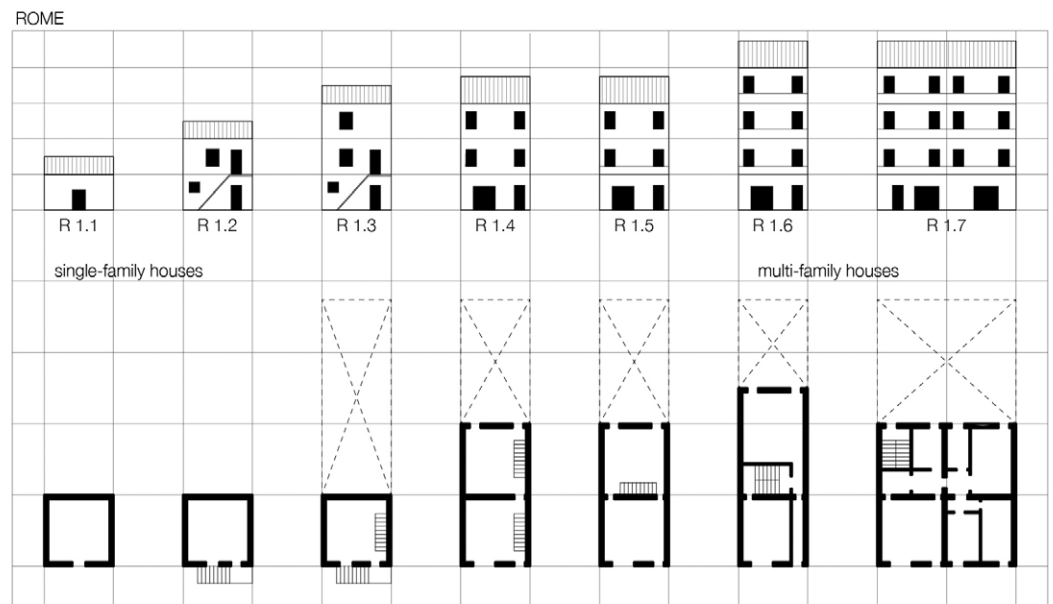 ROME
R 1.1
R 1.2
R 1.3
R 1.4
R 1.5
R 1.6
R 1.7
single-family houses
multi-family houses